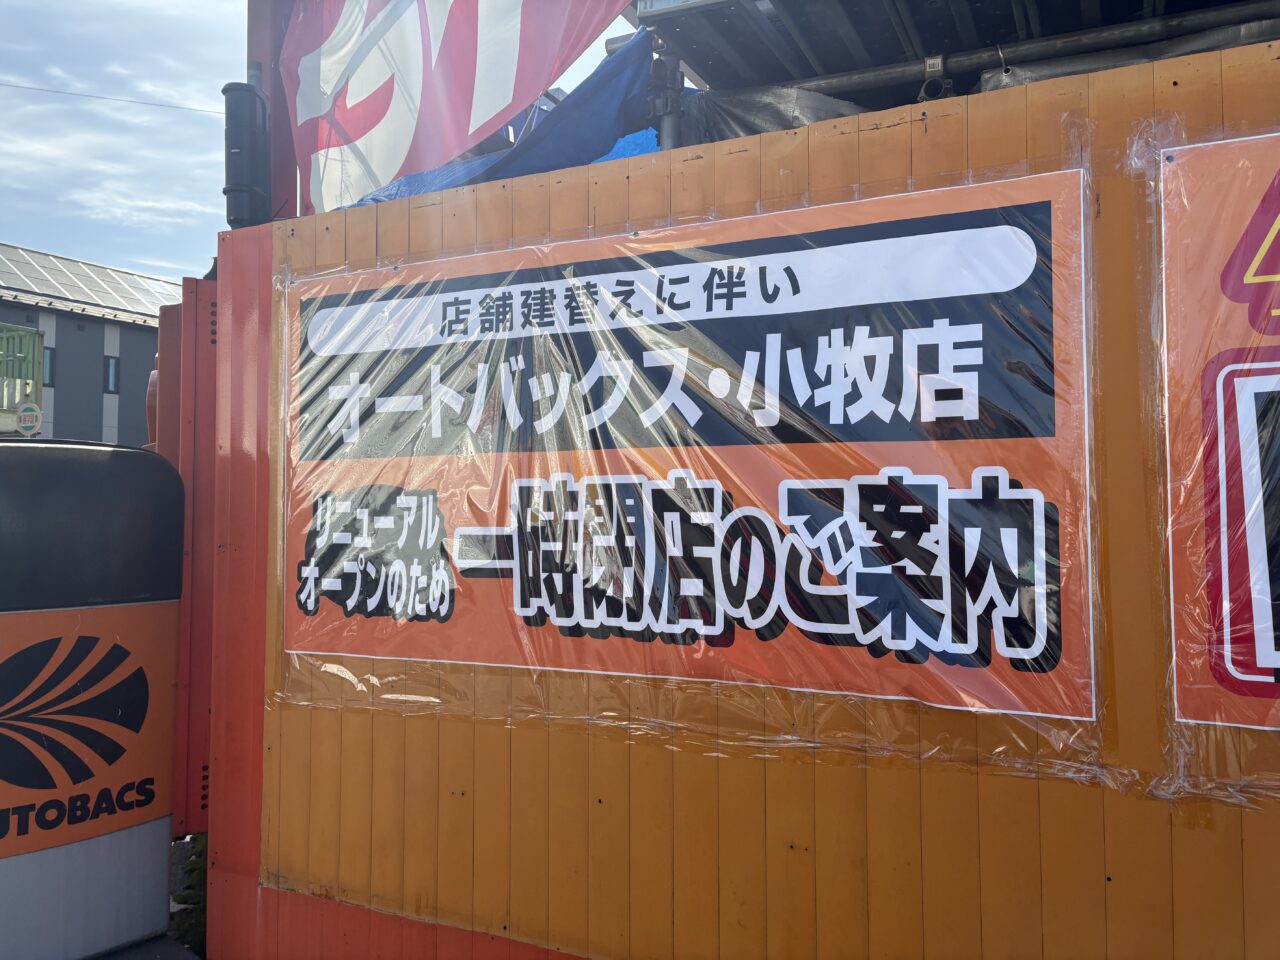 店舗建替えに伴い
オートバックス・小牧店
リニューアル
オープンのため
一時閉店のご案内
AUTOBACS